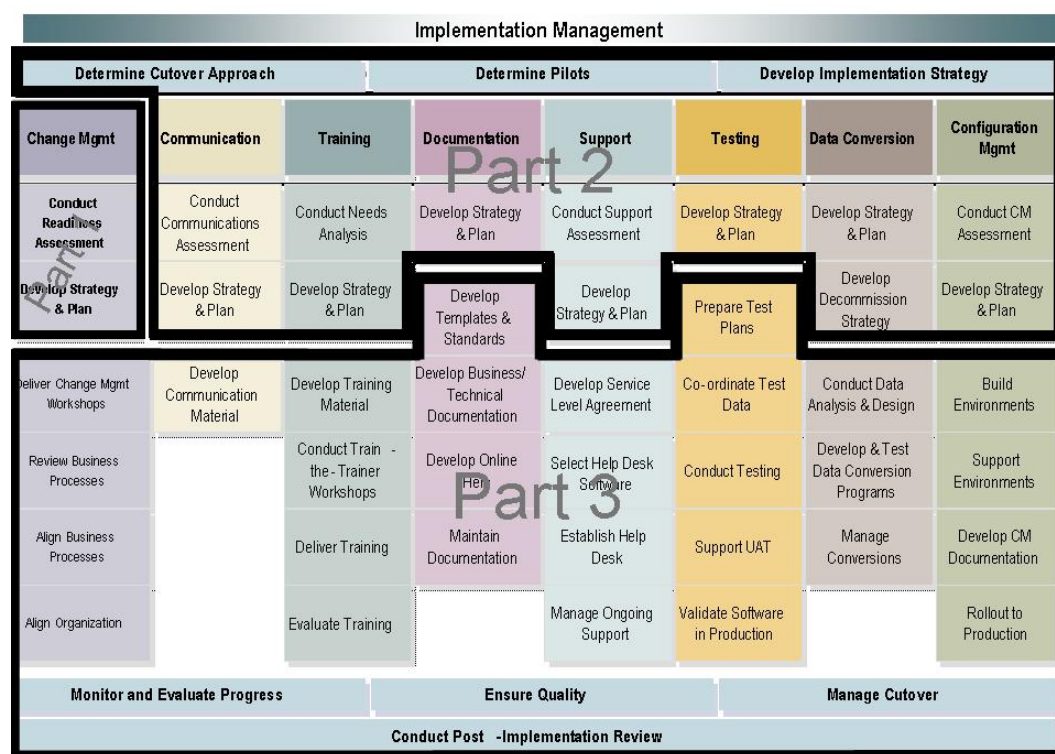 Implementation Management
Determine Cutover Approach
Determine Pilots
Develop Implementation Strategy
Change Mgmt
Communication
Training
Documentation
Support
Testing
Data Conversion
Configuration
Mgmt
Part 2
Conduct
Readiness
Assessment
Conduct
Communications
Assessment
Conduct Needs
Analysis
Develop Strategy
& Plan
Conduct Support
Assessment
Develop Strategy
& Plan
Develop Strategy
& Plan
Conduct CM
Assessment
Part 1
Develop Strategy
& Plan
Develop Strategy
& Plan
Develop Strategy
& Plan
Develop
Templates &
Standards
Develop
Strategy & Plan
Prepare Test
Plans
Develop
Decommission
Strategy
Develop Strategy
& Plan
Deliver Change Mgmt
Workshops
Develop
Communication
Material
Develop Training
Material
Develop Business/
Technical
Documentation
Develop Service
Level Agreement
Co-ordinate Test
Data
Conduct Data
Analysis & Design
Build
Environments
Review Business
Processes
Conduct Train -
the-Trainer
Workshops
Develop Online
Help
Select Help Desk
Software
Conduct Testing
Develop & Test
Data Conversion
Programs
Support
Environments
Part 3
Align Business
Processes
Deliver Training
Maintain
Documentation
Establish Help
Desk
Support UAT
Manage
Conversions
Develop CM
Documentation
Align Organization
Evaluate Training
Manage Ongoing
Support
Validate Software
in Production
Rollout to
Production
Monitor and Evaluate Progress
Ensure Quality
Manage Cutover
Conduct Post -Implementation Review